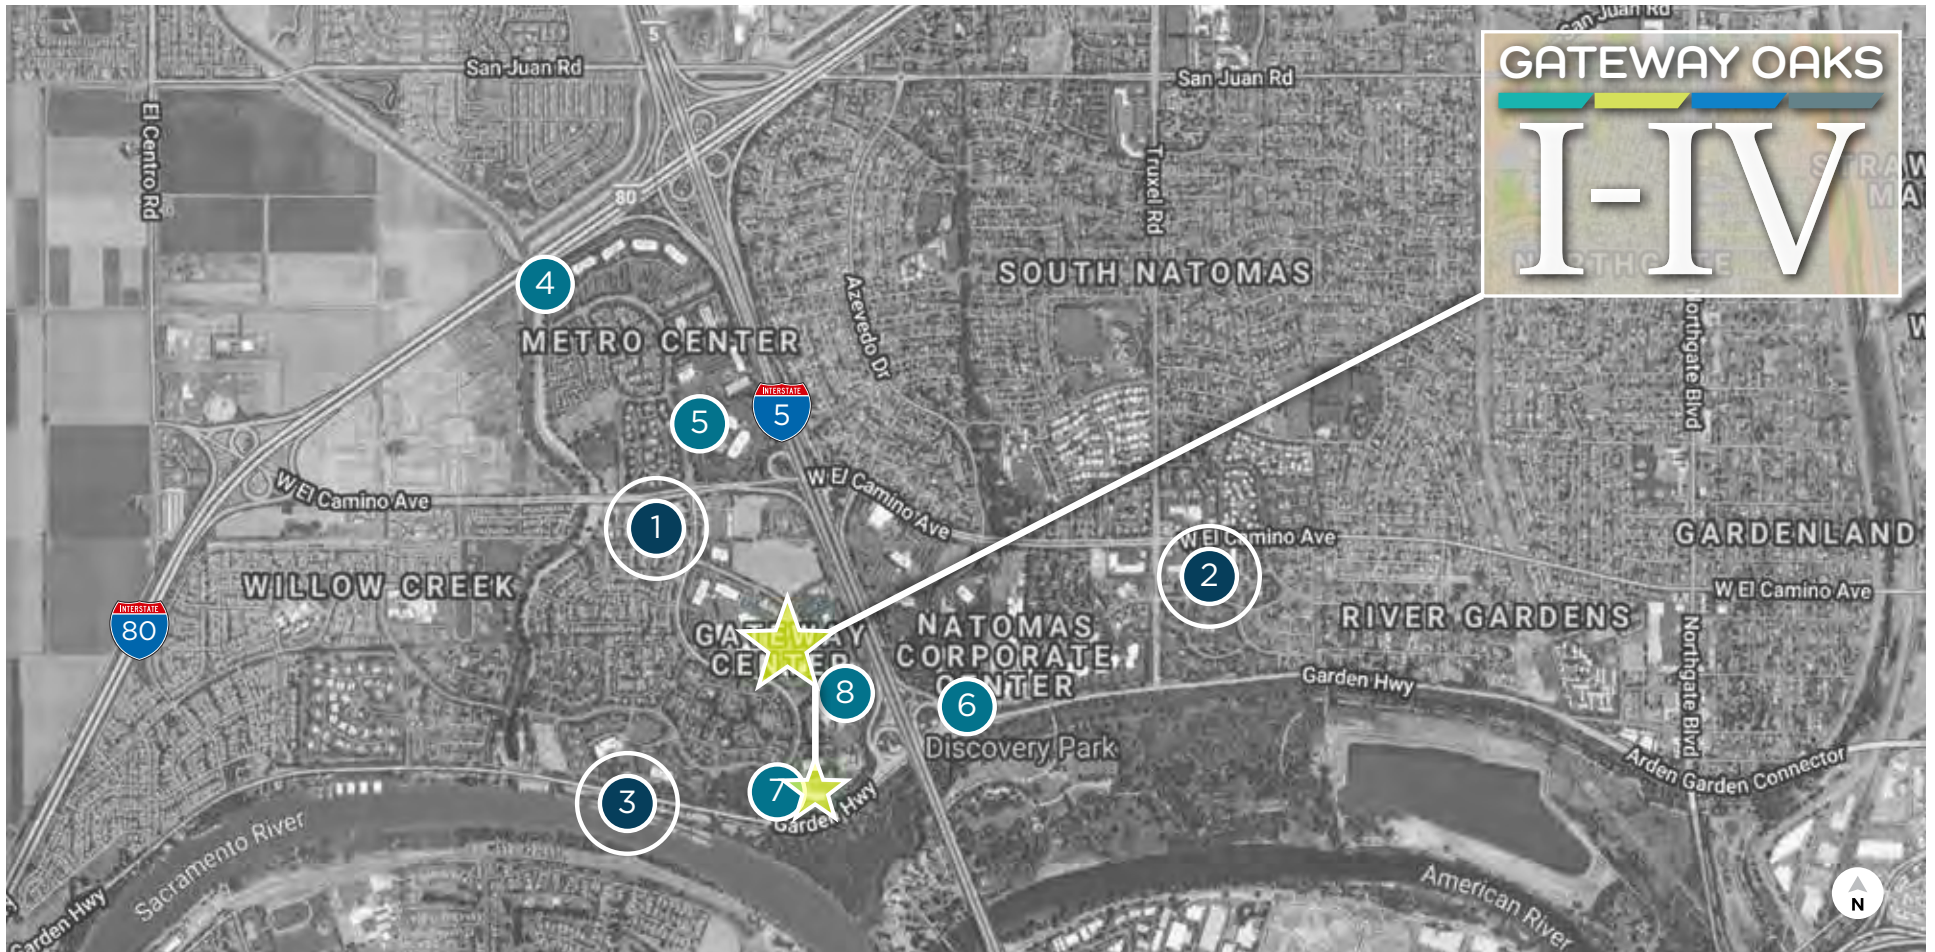 San Juan Rd
5
San Juan Rd
San Juan Rd
GATEWAY OAKS
I-IV
El Centro Rd
Truxel Rd
80
STRAW
MA
SOUTH NATOMAS
4
Azevedo Dr
Northgate Blvd
METRO CENTER
INTERSTATE
5
5
W El Camino Ave
W El Camino Ave
1
W El Camino Ave
GARDENLAND
2
WILLOW CREEK
W El Camino Ave
INTERSTATE
80
RIVER GARDENS
GATEWAY
CENTER
NATOMAS
CORPORATE
CENTER
8
6
Garden Hwy
Northgate Blvd
Discovery Park
Arden Garden Connector
3
7
Garden Hwy
Sacramento River
American River
Garden Hwy
N